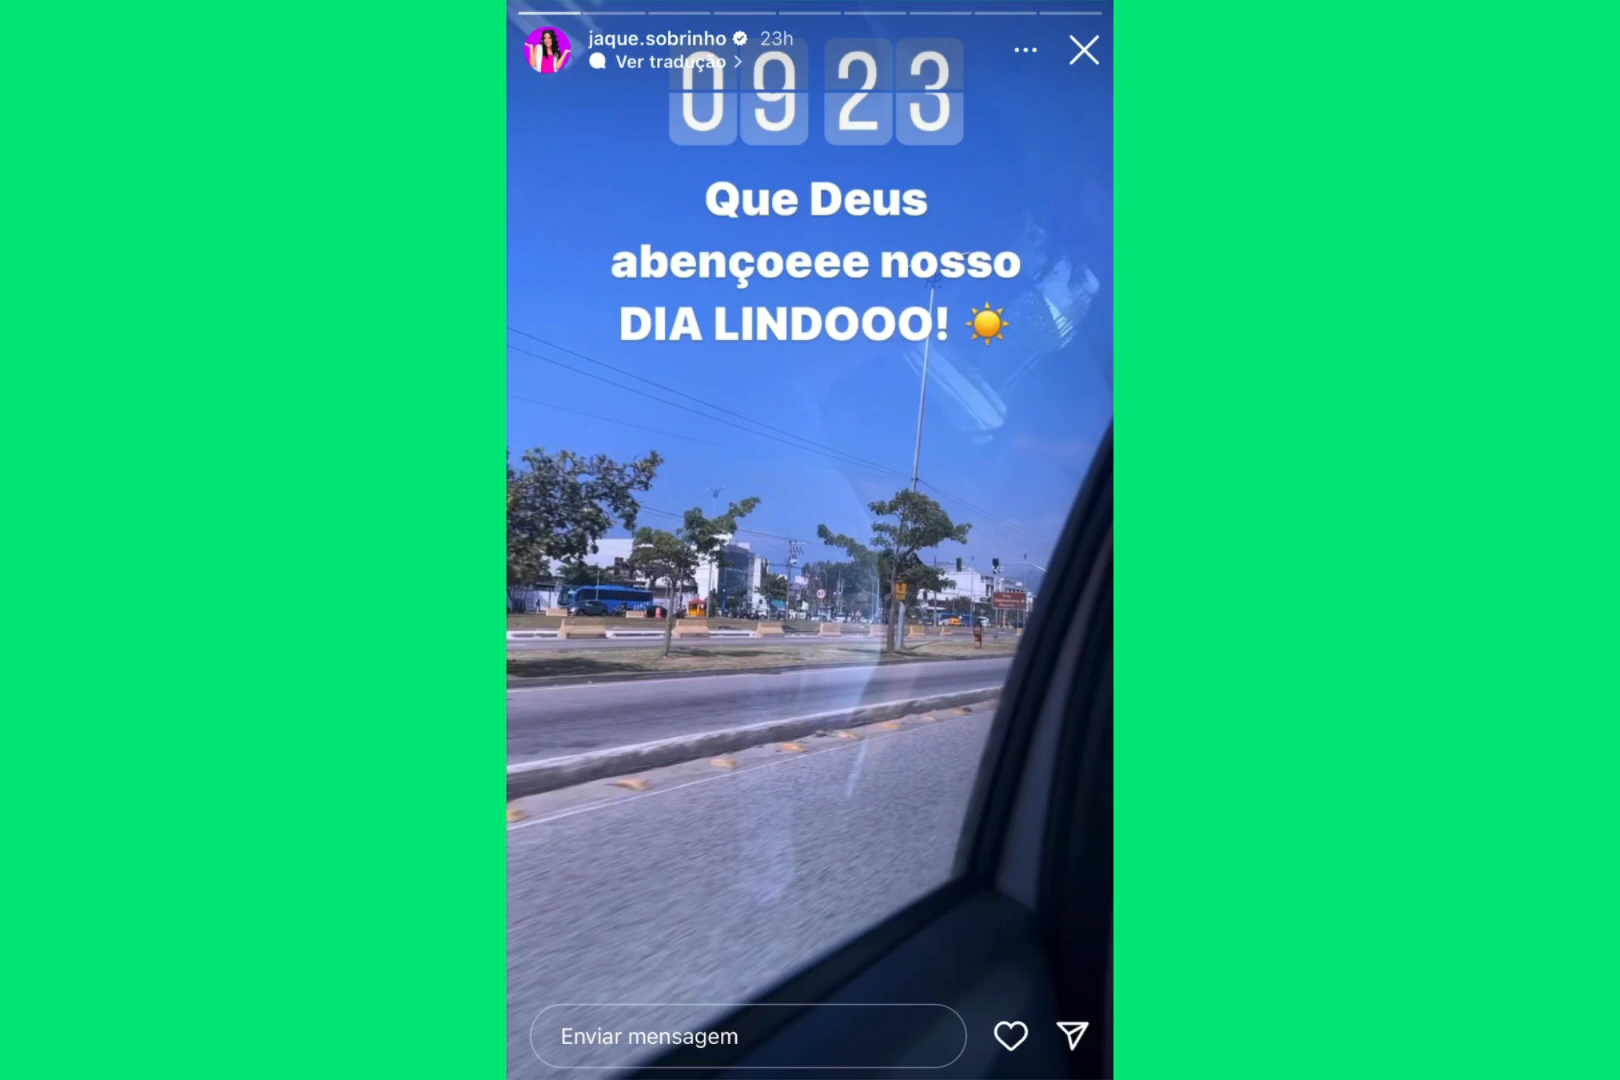 jaque.sobrinho 23h
Ver tradução
09 23
Que Deus
abençoeee nosso
DIA LINDOOO! ☀️
Enviar mensagem